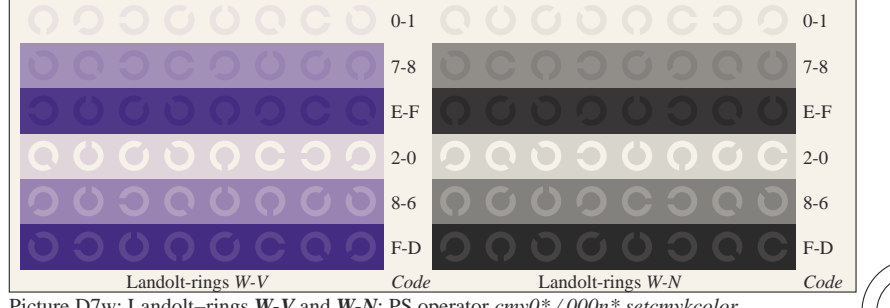 0-1 0-1
7-8 7-8
E-F E-F
2-0 2-0
8-6 8-6
F-D F-D
Landolt-rings W-V Code Landolt-rings W-N Code
Picture D7w: Landolt–rings W-V and W-N; PS operator cmy0* / 000n* setcmykcolor